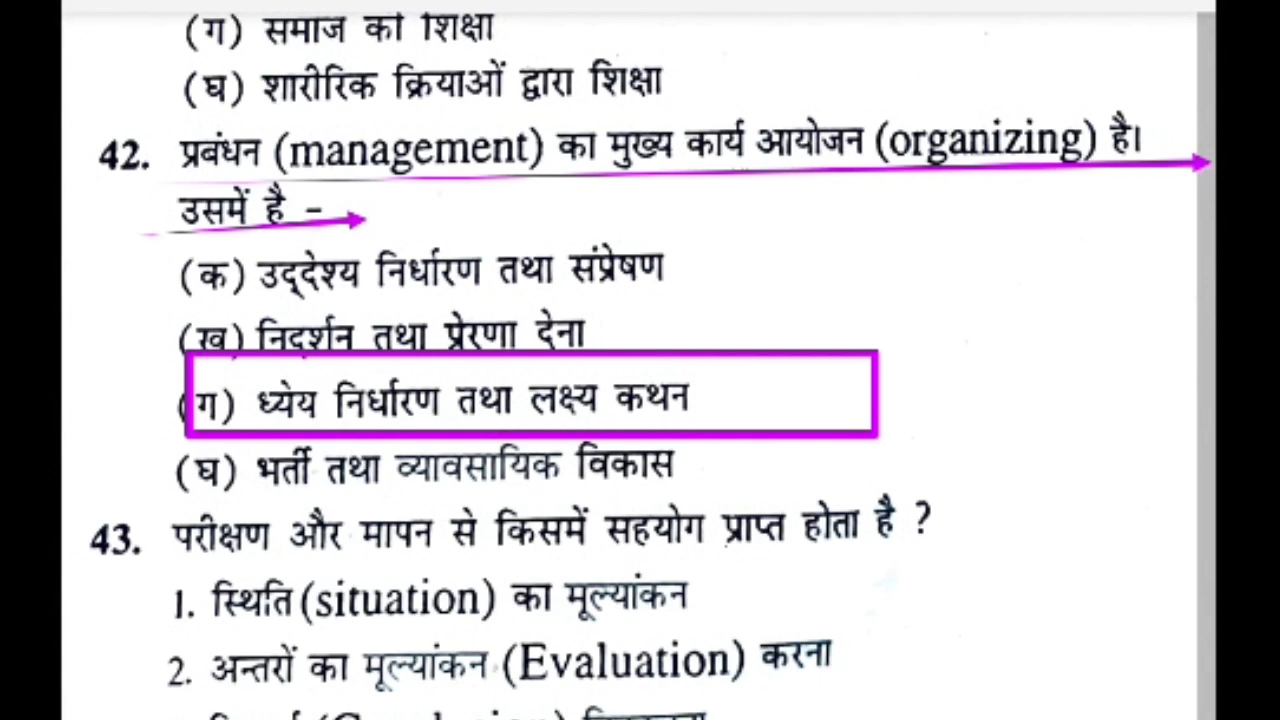 (ग) समाज को शिक्षा
(घ) शारीरिक क्रियाओं द्वारा शिक्षा
42. प्रबंधन (management) का मुख्य कार्य आयोजन (organizing) है।
उसमें है -
(क) उद्देश्य निर्धारण तथा संप्रेषण
(ख) निदर्शन तथा प्रेरणा देना
(ग) ध्येय निर्धारण तथा लक्ष्य कथन
(घ) भर्ती तथा व्यावसायिक विकास
43. परीक्षण और मापन से किसमें सहयोग प्राप्त होता है ?
1. स्थिति (situation) का मूल्यांकन
2. अन्तरों का मूल्यांकन (Evaluation) करना